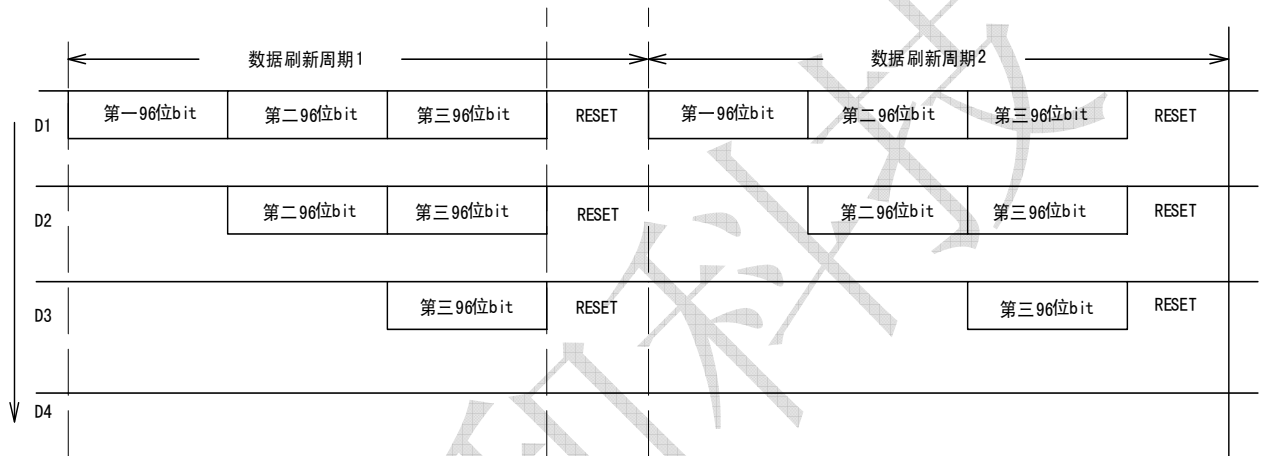 数据刷新周期1 数据刷新周期2
D1 第一96位bit 第二96位bit 第三96位bit RESET 第一96位bit 第二96位bit 第三96位bit RESET
D2 第二96位bit 第三96位bit RESET 第二96位bit 第三96位bit RESET
D3 第三96位bit RESET 第三96位bit RESET
D4
科技